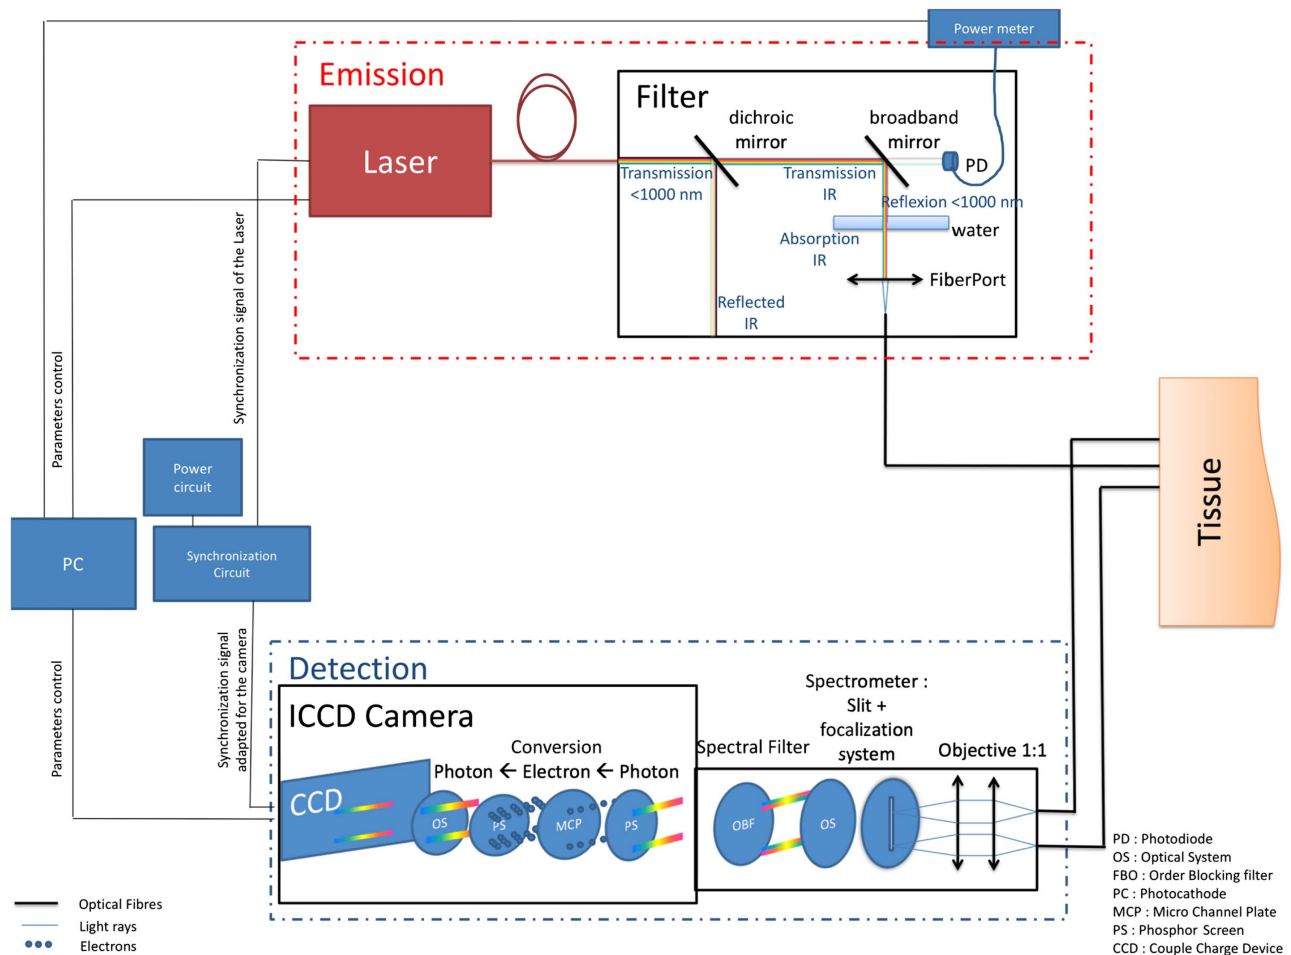 Power meter
Emission
Filter
dichroic
mirror
broadband
mirror
Laser
PD
Transmission
<1000 nm
Transmission
IR
Reflexion <1000 nm
water
Absorption
IR
FiberPort
Reflected
IR
Parameters control
Synchronization signal of the Laser
Power
circuit
PC
Synchronization
Circuit
Tissue
Parameters control
Synchronization signal
adapted for the camera
Detection
ICCD Camera
Spectrometer :
Slit +
focalization
system
Conversion
Spectral Filter
Objective 1:1
Photon ← Electron ← Photon
CCD
OS
PS
MCP
PS
OBF
OS
PD : Photodiode
OS : Optical System
FBO : Order Blocking filter
PC : Photocathode
MCP : Micro Channel Plate
PS : Phosphor Screen
CCD : Couple Charge Device
Optical Fibres
Light rays
Electrons